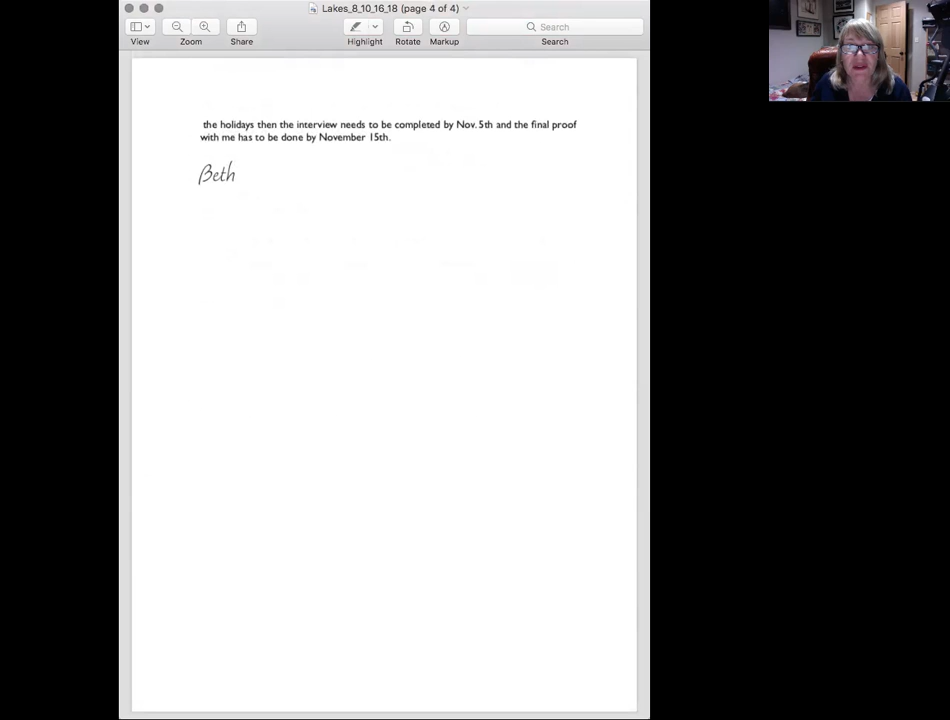 Lakes_8_10_16_18 (page 4 of 4)
Search
View
Zoom
Share
Highlight
Rotate
Markup
Search
the holidays then the interview needs to be completed by Nov. 5th and the final proof
with me has to be done by November 15th.
Beth